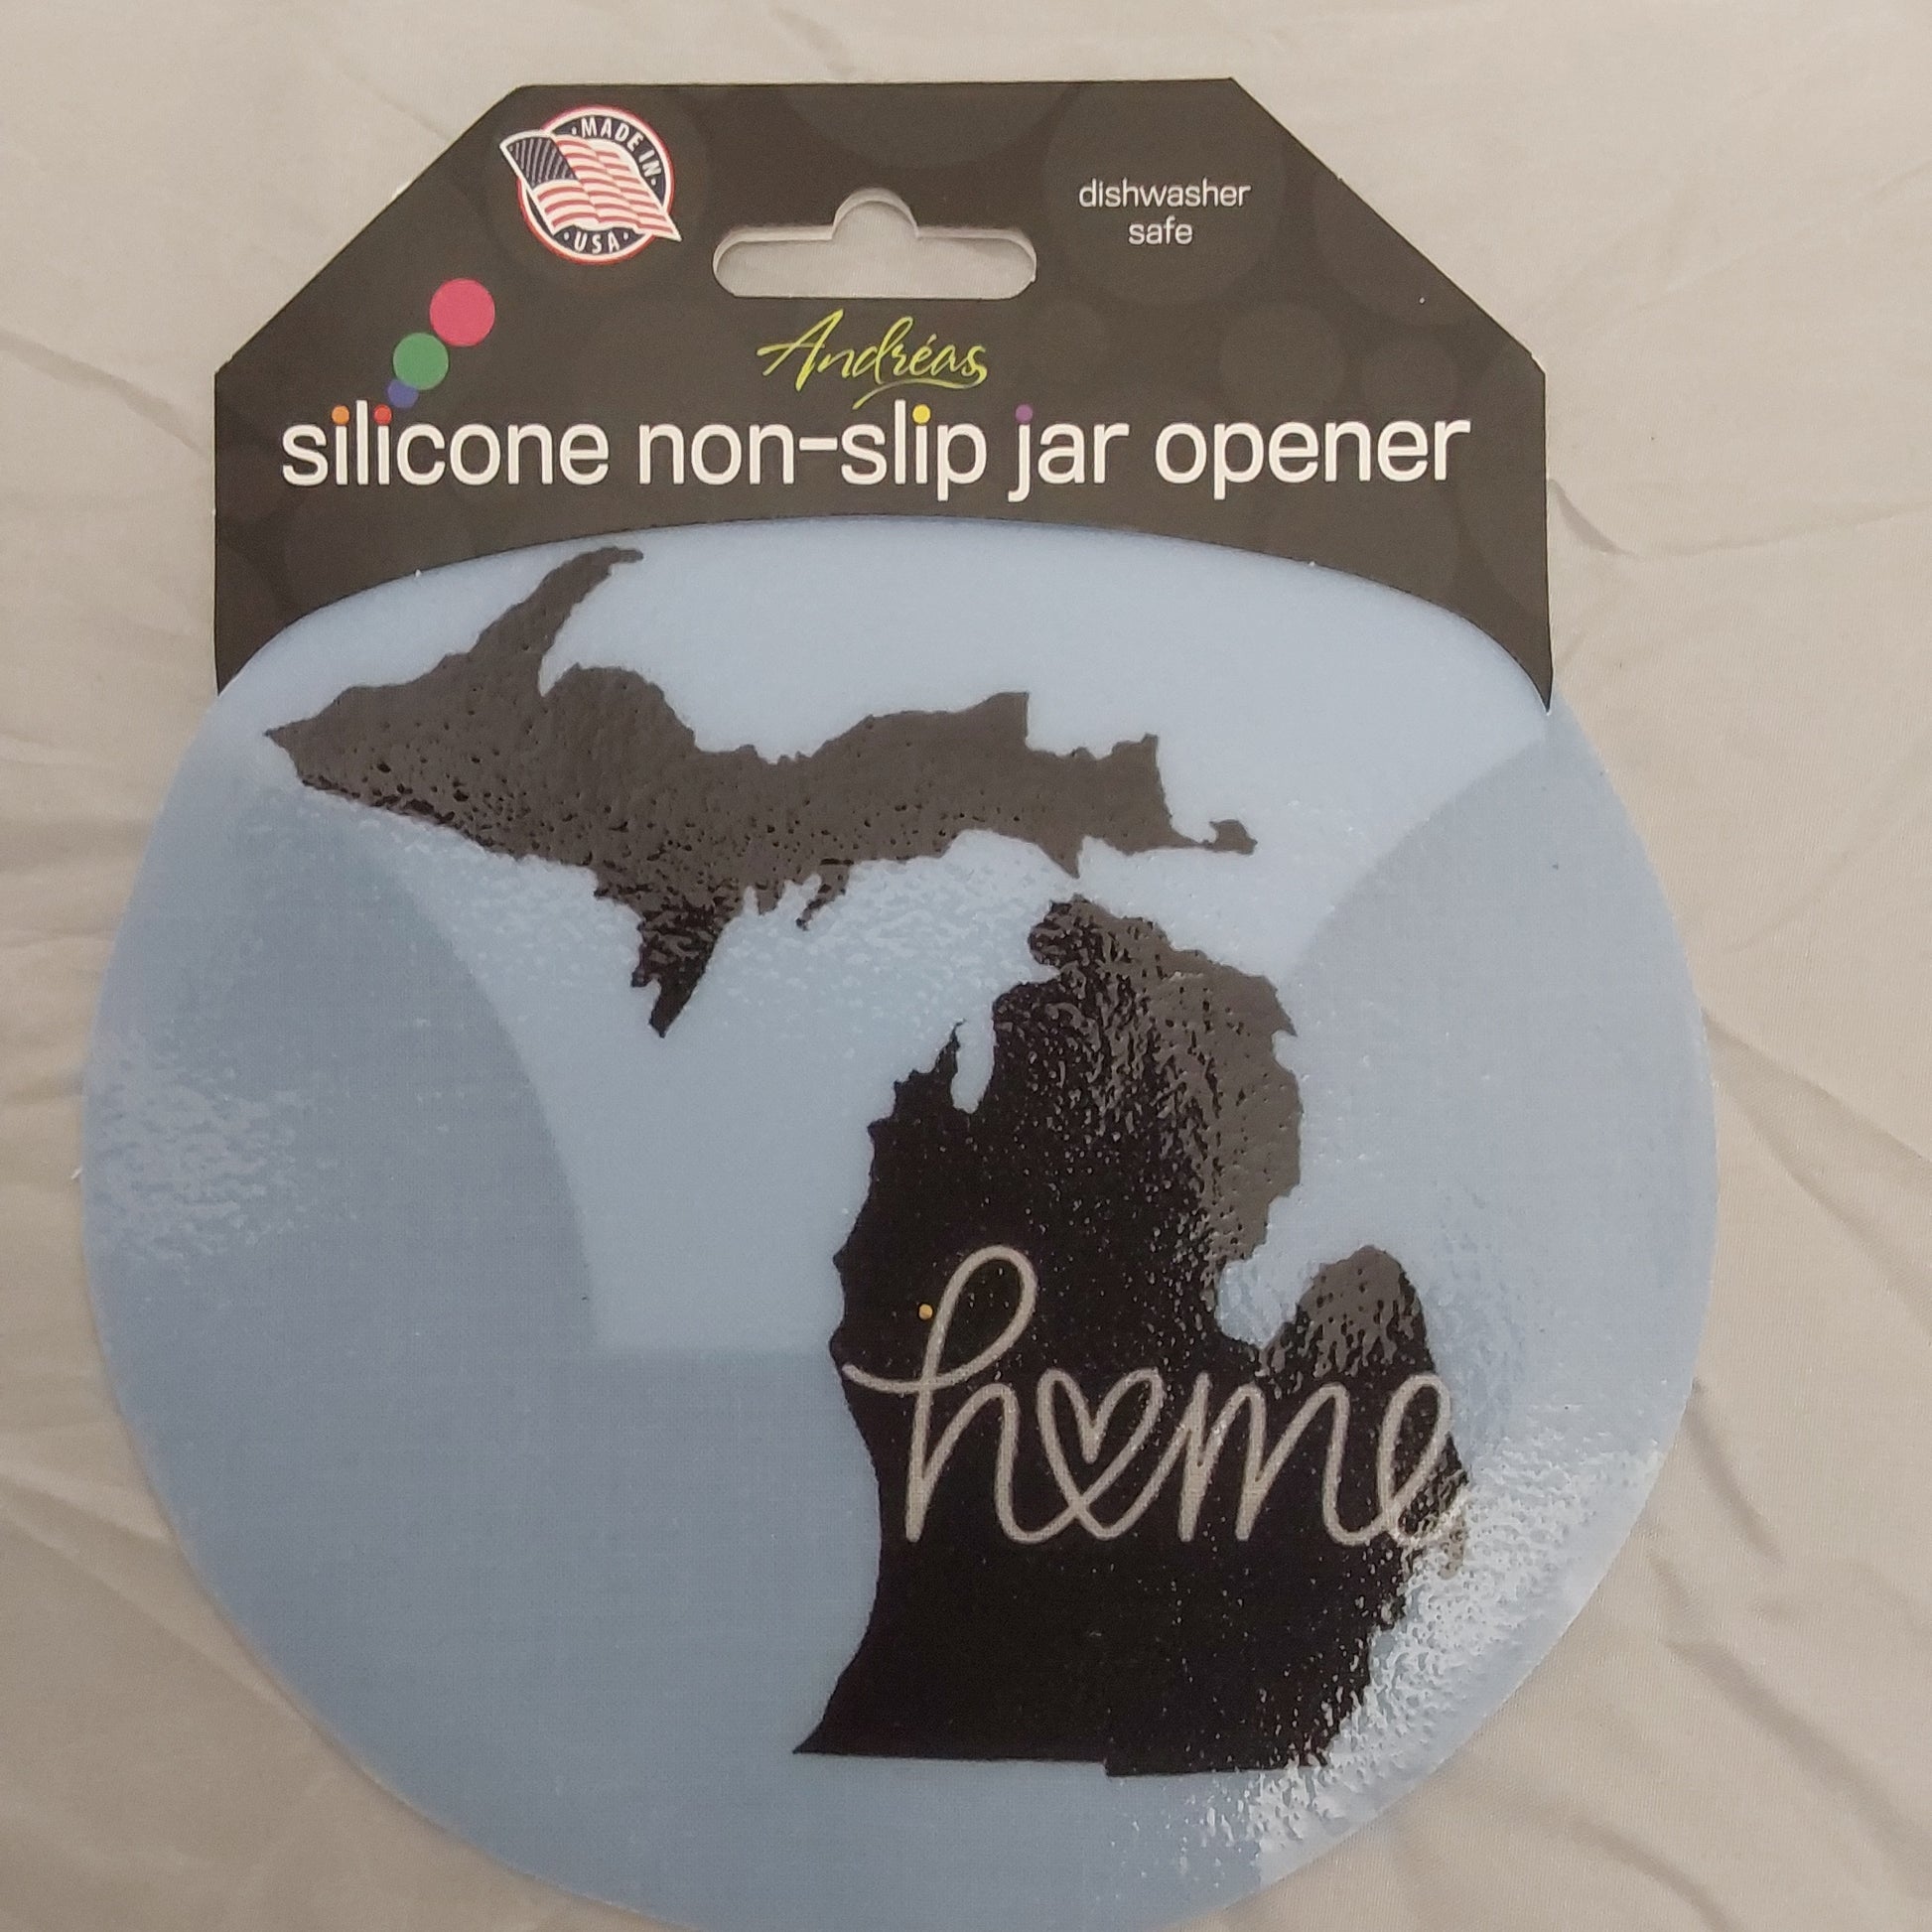 MADE IN
USA
dishwasher
safe
Andréas
silicone non-slip jar opener
home